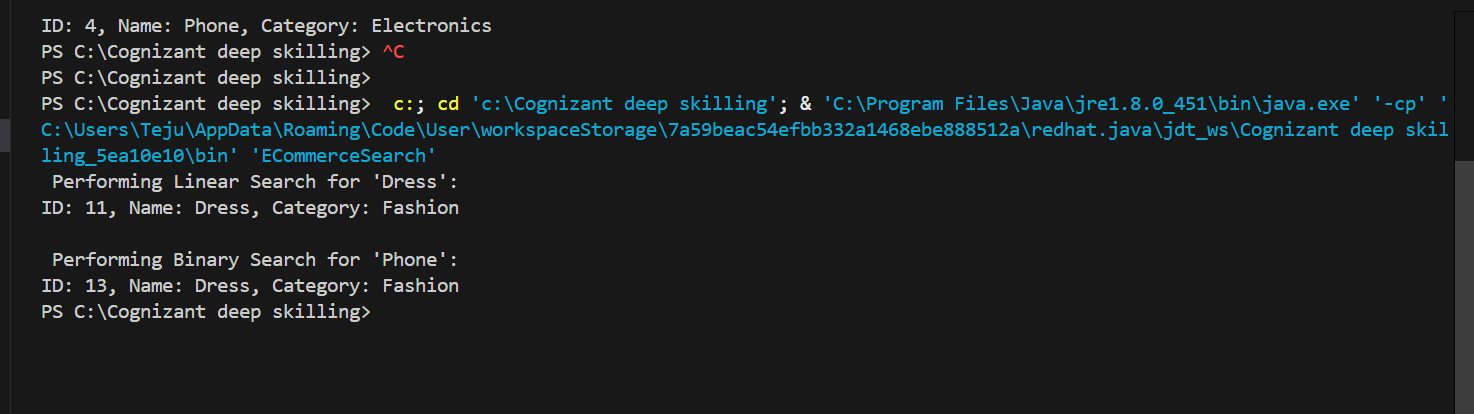 ID: 4, Name: Phone, Category: Electronics
PS C:\Cognizant deep skilling> ^C
PS C:\Cognizant deep skilling>
PS C:\Cognizant deep skilling>  c:; cd 'c:\Cognizant deep skilling'; & 'C:\Program Files\Java\jre1.8.0_451\bin\java.exe' '-cp' '
C:\Users\Teju\AppData\Roaming\Code\User\workspaceStorage\7a59beac54efbb332a1468ebe888512a\redhat.java\jdt_ws\Cognizant deep skil
ling_5ea10e10\bin' 'ECommerceSearch'
 Performing Linear Search for 'Dress':
ID: 11, Name: Dress, Category: Fashion
 Performing Binary Search for 'Phone':
ID: 13, Name: Dress, Category: Fashion
PS C:\Cognizant deep skilling>